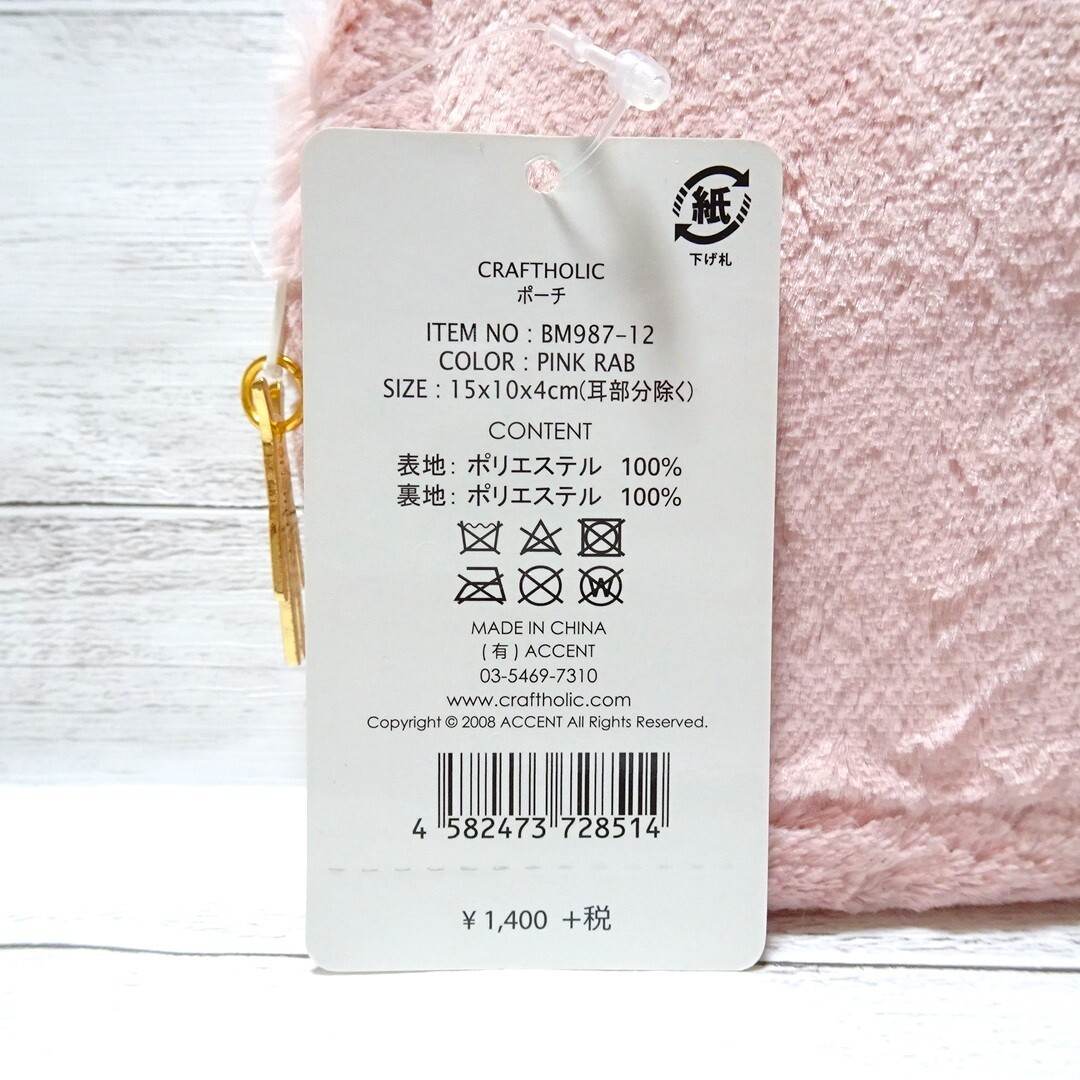 紙
下げ札
CRAFTHOLIC
ポーチ
ITEM NO : BM987-12
COLOR : PINK RAB
SIZE : 15x10x4cm(耳部分除く)
CONTENT
表地: ポリエステル 100%
裏地: ポリエステル 100%
W
MADE IN CHINA
(有) ACCENT
03-5469-7310
www.craftholic.com
Copyright © 2008 ACCENT All Rights Reserved.
4 582473 728514
¥ 1,400 +税